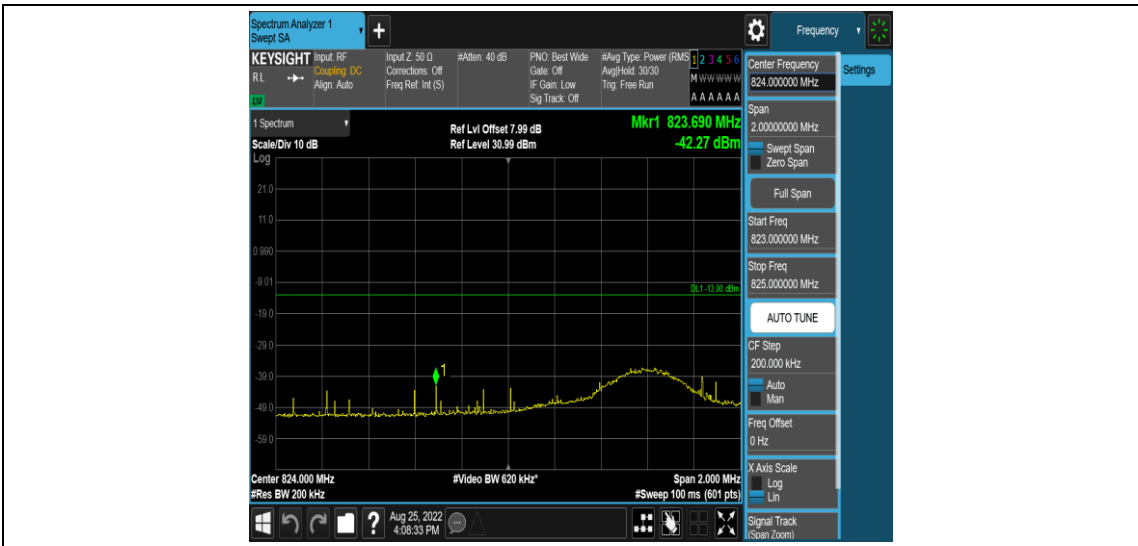 Spectrum Analyzer 1
Swept SA
+
Frequency
KEYSIGHT
RL
LXI
Input: RF
Coupling: DC
Align: Auto
Input Z: 50 Ω
Corrections: Off
Freq Ref: Int (S)
#Atten: 40 dB
PNO: Best Wide
Gate: Off
IF Gain: Low
Sig Track: Off
#Avg Type: Power (RMS
Avg|Hold: 30/30
Trig: Free Run
1 2 3 4 5 6
M W W W W W
A A A A A A
1 Spectrum
Scale/Div 10 dB
Log
Ref Lvl Offset 7.99 dB
Ref Level 30.99 dBm
Mkr1 823.690 MHz
-42.27 dBm
21.0
11.0
0.990
-9.01
DL1 -13.00 dBm
-19.0
-29.0
-39.0
1
-49.0
-59.0
Center 824.000 MHz
#Res BW 200 kHz
#Video BW 620 kHz*
Span 2.000 MHz
#Sweep 100 ms (601 pts)
Center Frequency
824.000000 MHz
Settings
Span
2.00000000 MHz
Swept Span
Zero Span
Full Span
Start Freq
823.000000 MHz
Stop Freq
825.000000 MHz
AUTO TUNE
CF Step
200.000 kHz
Auto
Man
Freq Offset
0 Hz
X Axis Scale
Log
Lin
Signal Track
(Span Zoom)
?
Aug 25, 2022
4:08:33 PM